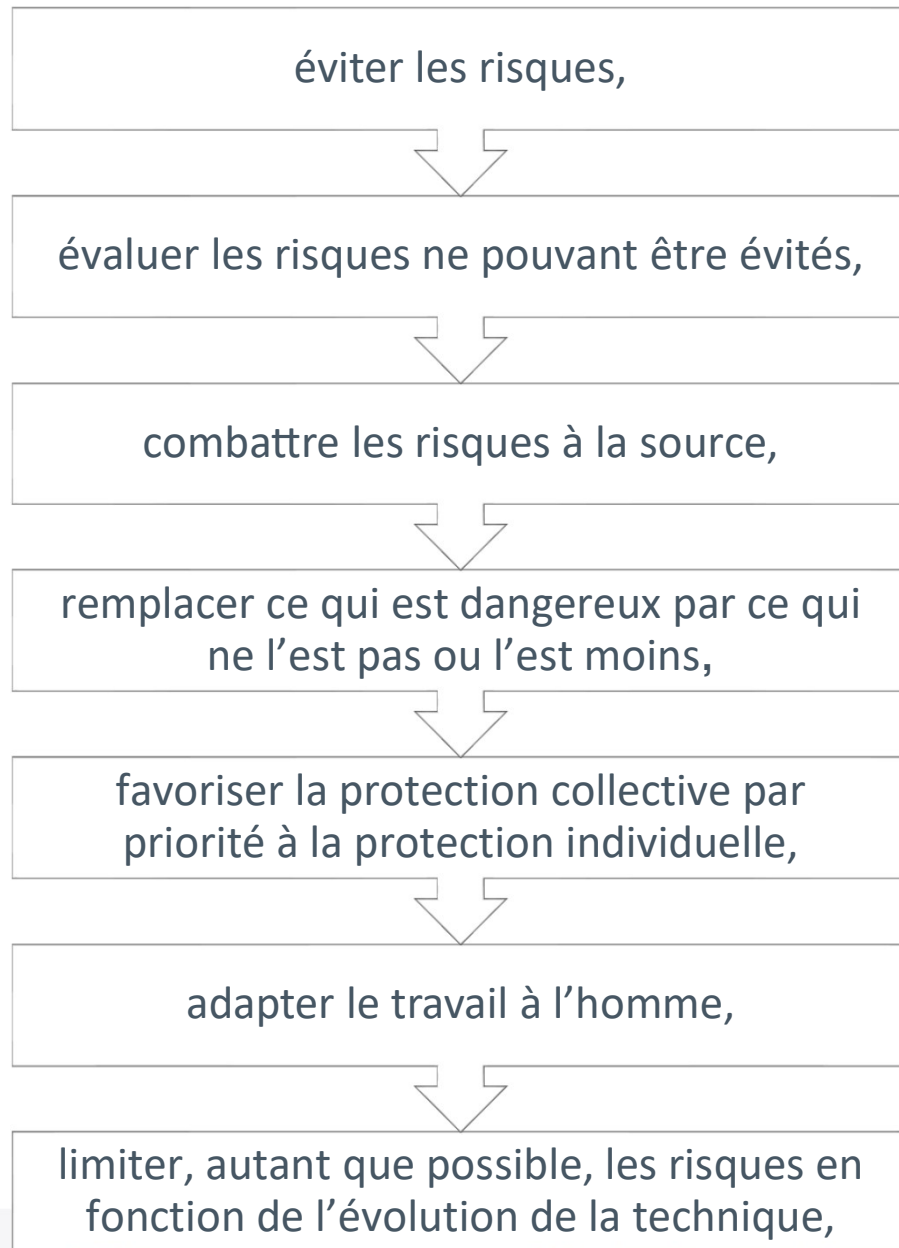 éviter les risques,
évaluer les risques ne pouvant être évités,
combattre les risques à la source,
remplacer ce qui est dangereux par ce qui
ne l’est pas ou l’est moins,
favoriser la protection collective par
priorité à la protection individuelle,
adapter le travail à l’homme,
limiter, autant que possible, les risques en
fonction de l’évolution de la technique,